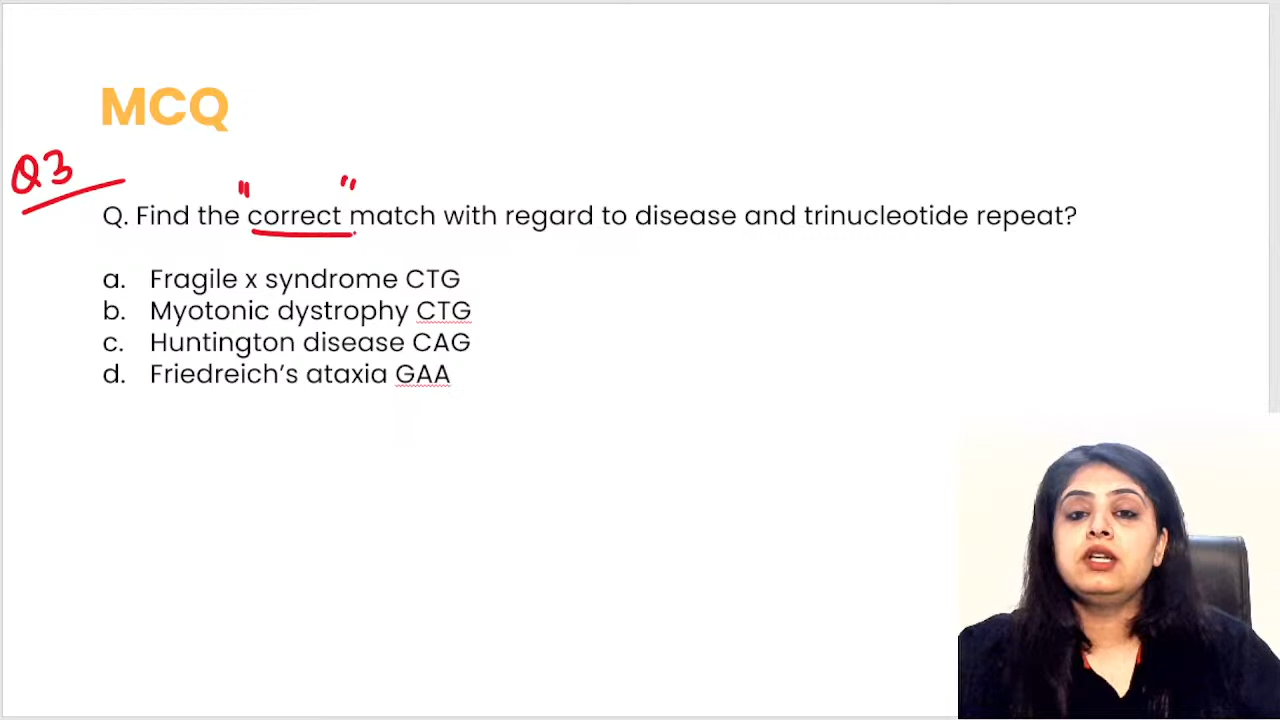 MCQ
Q3
Q. Find the "correct" match with regard to disease and trinucleotide repeat?
a. Fragile x syndrome CTG
b. Myotonic dystrophy CTG
c. Huntington disease CAG
d. Friedreich’s ataxia GAA